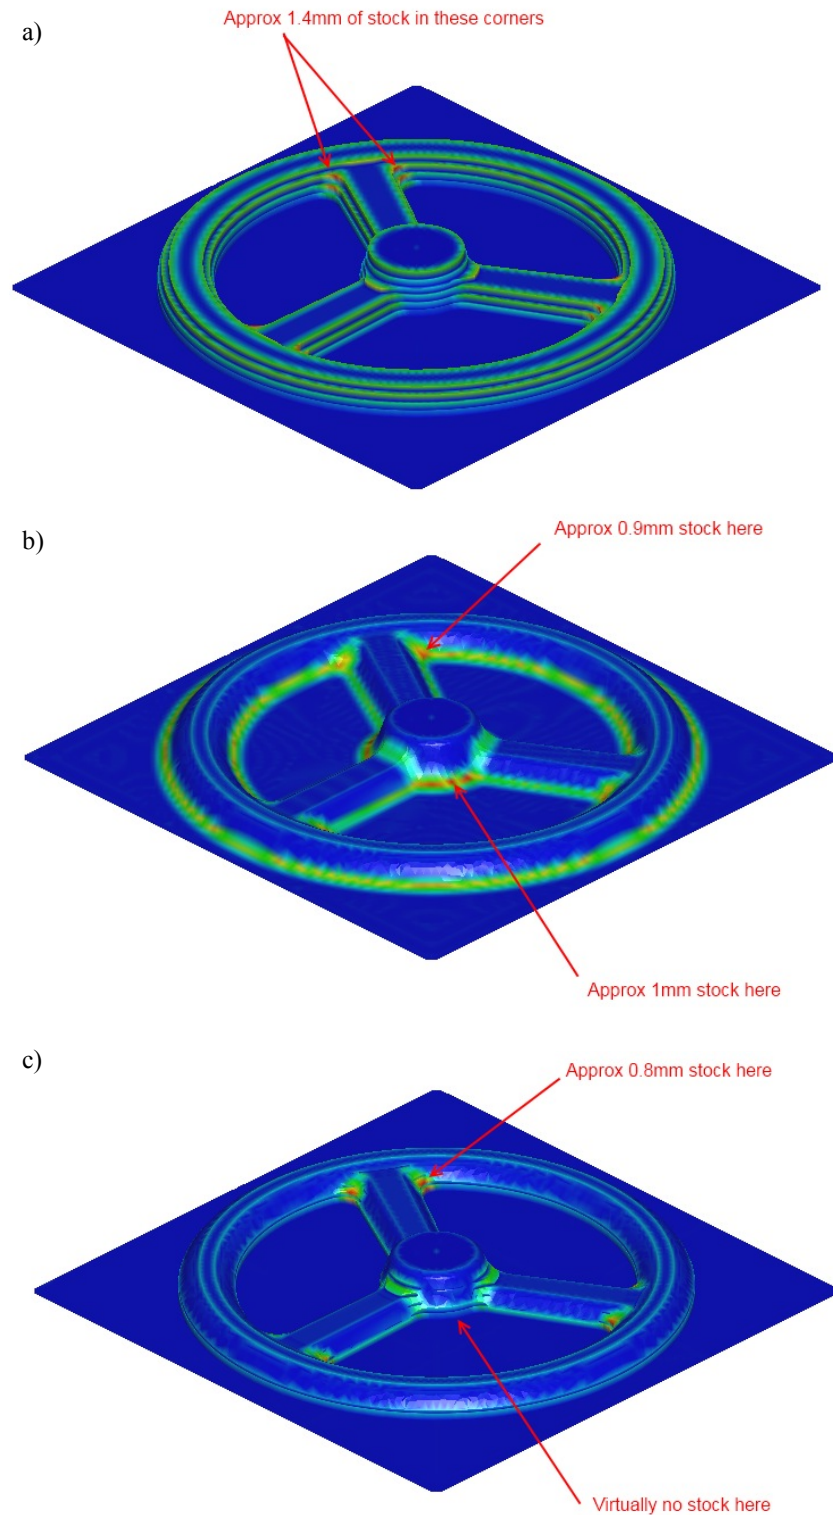 a)
Approx 1.4mm of stock in these corners
b)
Approx 0.9mm stock here
Approx 1mm stock here
c)
Approx 0.8mm stock here
Virtually no stock here